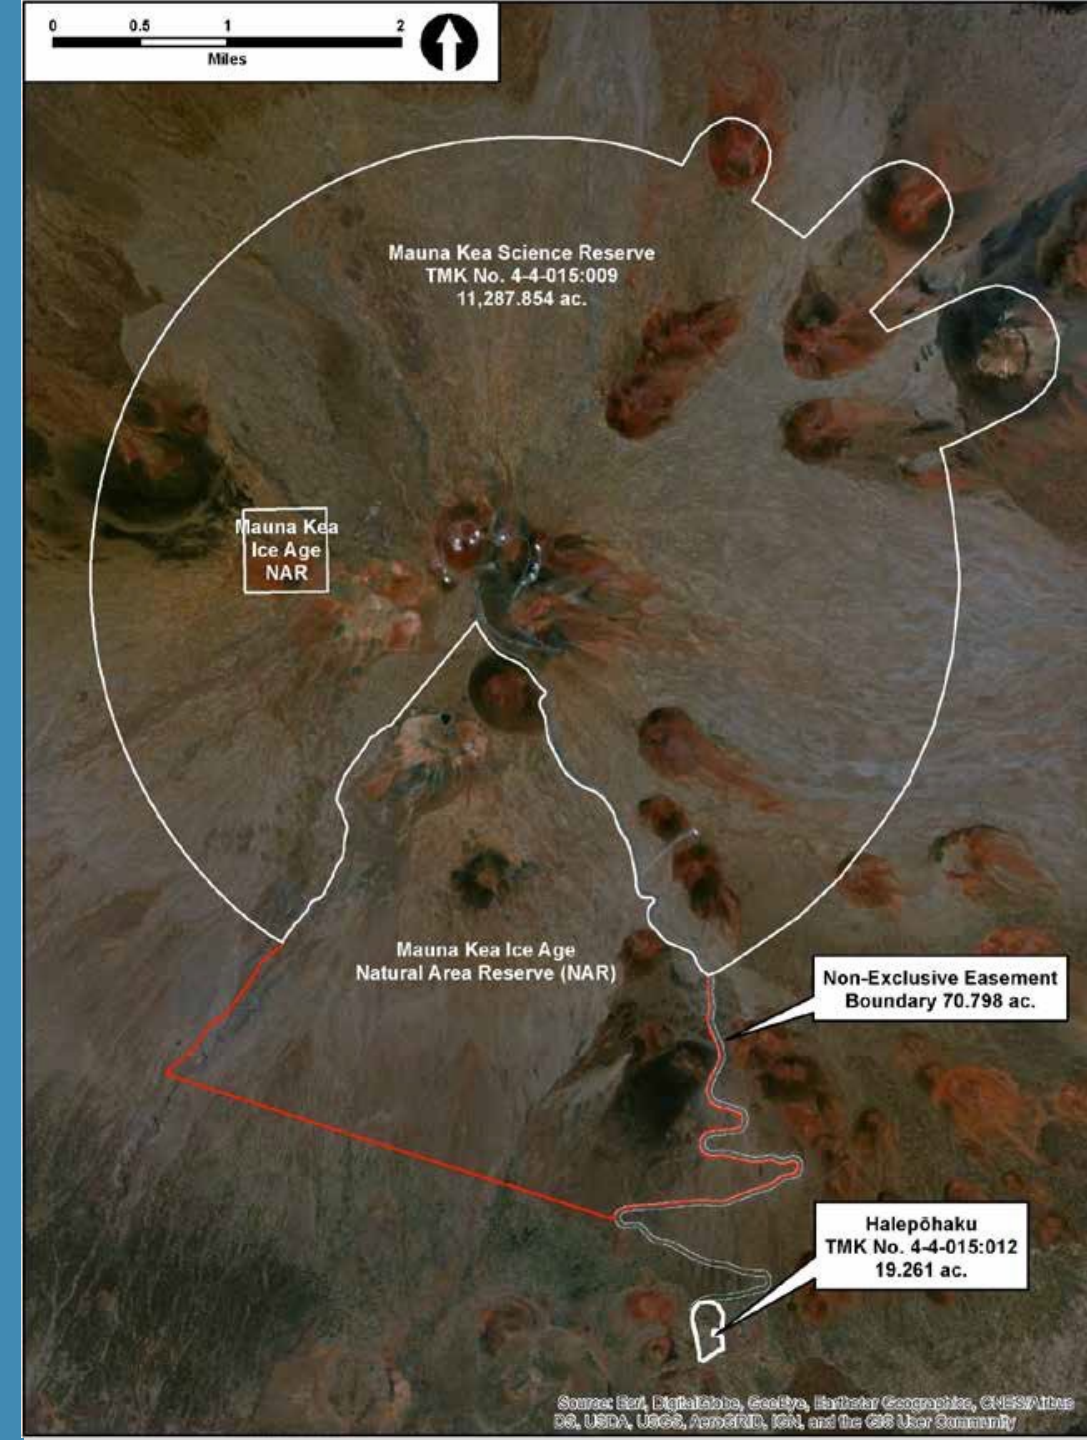 0 0.5 1 2
Miles
Mauna Kea Science Reserve
TMK No. 4-4-015:009
11,287.854 ac.
Mauna Kea
Ice Age
NAR
Mauna Kea Ice Age
Natural Area Reserve (NAR)
Non-Exclusive Easement
Boundary 70.798 ac.
Halepōhaku
TMK No. 4-4-015:012
19.261 ac.
Source: Esri, DigitalGlobe, GeoEye, Earthstar Geographics, CNES/Airbus
DS, USDA, USGS, AeroGRID, IGN, and the GIS User Community